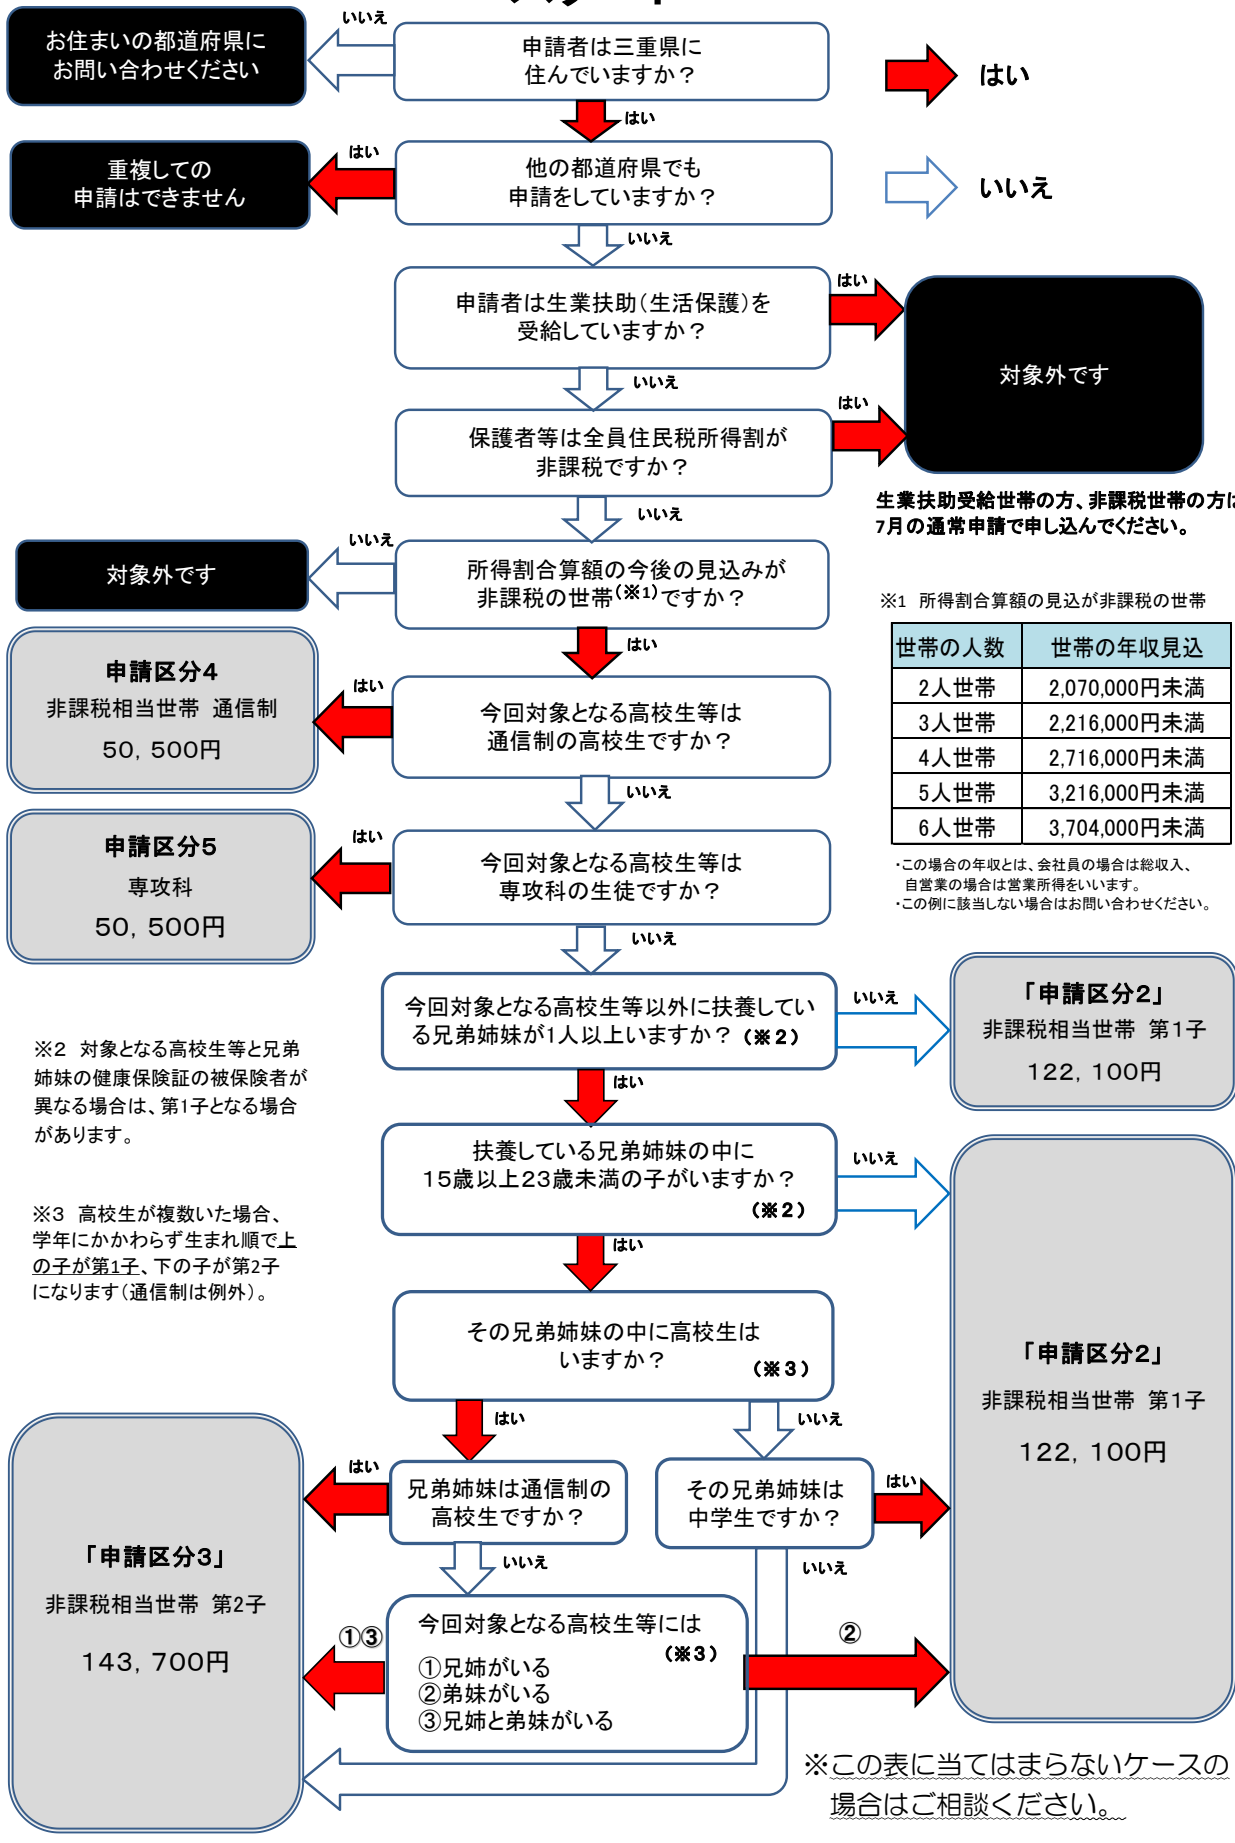 いいえ
お住まいの都道府県に
お問い合わせください
申請者は三重県に
住んでいますか？
はい
はい
重複しての
申請はできません
はい
他の都道府県でも
申請をしていますか？
いいえ
いいえ
申請者は生業扶助（生活保護）を
受給していますか？
はい
対象外です
いいえ
保護者等は全員住民税所得割が
非課税ですか？
はい
生業扶助受給世帯の方、非課税世帯の方は
7月の通常申請で申し込んでください。
いいえ
対象外です
いいえ
所得割合算額の今後の見込みが
非課税の世帯(※1)ですか？
はい
※1　所得割合算額の見込が非課税の世帯
世帯の人数　世帯の年収見込
2人世帯　2,070,000円未満
3人世帯　2,216,000円未満
4人世帯　2,716,000円未満
5人世帯　3,216,000円未満
6人世帯　3,704,000円未満
・この場合の年収とは、会社員の場合は総収入、
自営業の場合は営業所得をいいます。
・この例に該当しない場合はお問い合わせください。
申請区分４
非課税相当世帯　通信制
５０，５００円
はい
今回対象となる高校生等は
通信制の高校生ですか？
いいえ
申請区分５
専攻科
５０，５００円
はい
今回対象となる高校生等は
専攻科の生徒ですか？
いいえ
今回対象となる高校生等以外に扶養してい
る兄弟姉妹が1人以上いますか？（※２）
いいえ
「申請区分２」
非課税相当世帯　第１子
１２２，１００円
はい
※２　対象となる高校生等と兄弟
姉妹の健康保険証の被保険者が
異なる場合は、第1子となる場合
があります。
扶養している兄弟姉妹の中に
１５歳以上２３歳未満の子がいますか？
（※２）
いいえ
はい
※３　高校生が複数いた場合、
学年にかかわらず生まれ順で上
の子が第1子、下の子が第2子
になります（通信制は例外）。
その兄弟姉妹の中に高校生は
いますか？
（※３）
はい
いいえ
「申請区分２」
非課税相当世帯　第１子
１２２，１００円
はい
兄弟姉妹は通信制の
高校生ですか？
いいえ
その兄弟姉妹は
中学生ですか？
はい
いいえ
「申請区分３」
非課税相当世帯　第２子
１４３，７００円
①③
今回対象となる高校生等には
（※３）
①兄姉がいる
②弟妹がいる
③兄姉と弟妹がいる
②
※この表に当てはまらないケースの
場合はご相談ください。